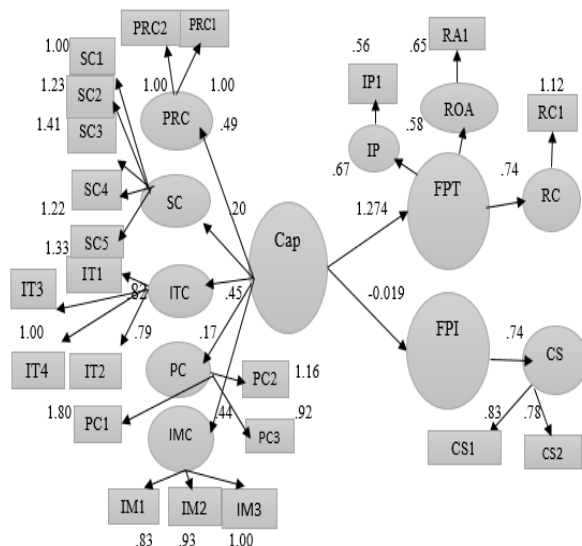 PRC2 PRC1
1.00 SC1
1.23 SC2
1.41 SC3
1.00 1.00
PRC .49
SC4 SC
1.22
.20
1.33 SC5
IT1
IT3 .82 ITC .45
1.00 .79
IT4 IT2
.17
PC
PC2 1.16
1.80 PC1
.44 .92
PC3
IMC
IM1 IM2 IM3
.83 .93 1.00
Cap
1.274
-0.019
.56 .65 RA1
IP1
ROA
1.12
RC1
IP .58
.67
FPT .74
RC
FPI .74
CS
.83 .78
CS1 CS2